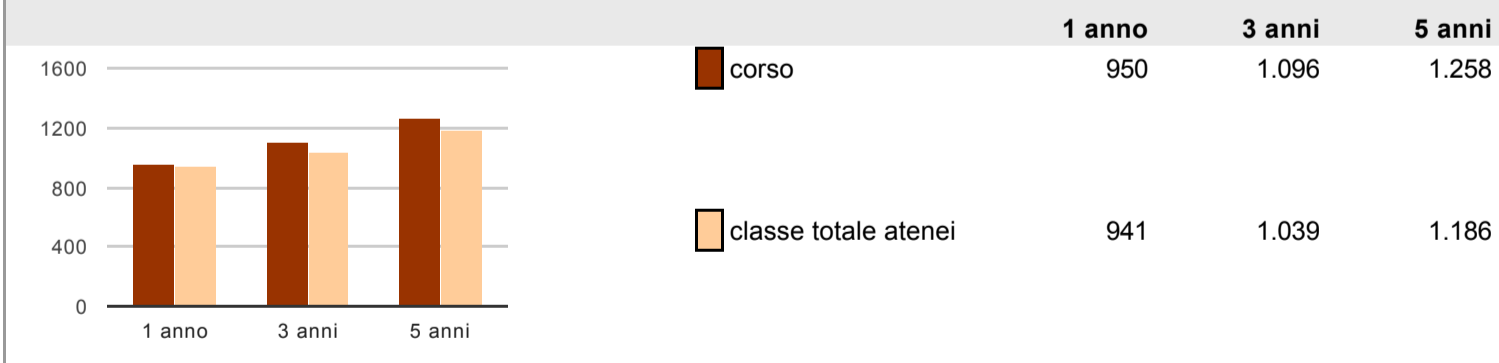 1 anno 3 anni 5 anni
1600
corso 950 1.096 1.258
1200
800
classe totale atenei 941 1.039 1.186
400
0
1 anno 3 anni 5 anni